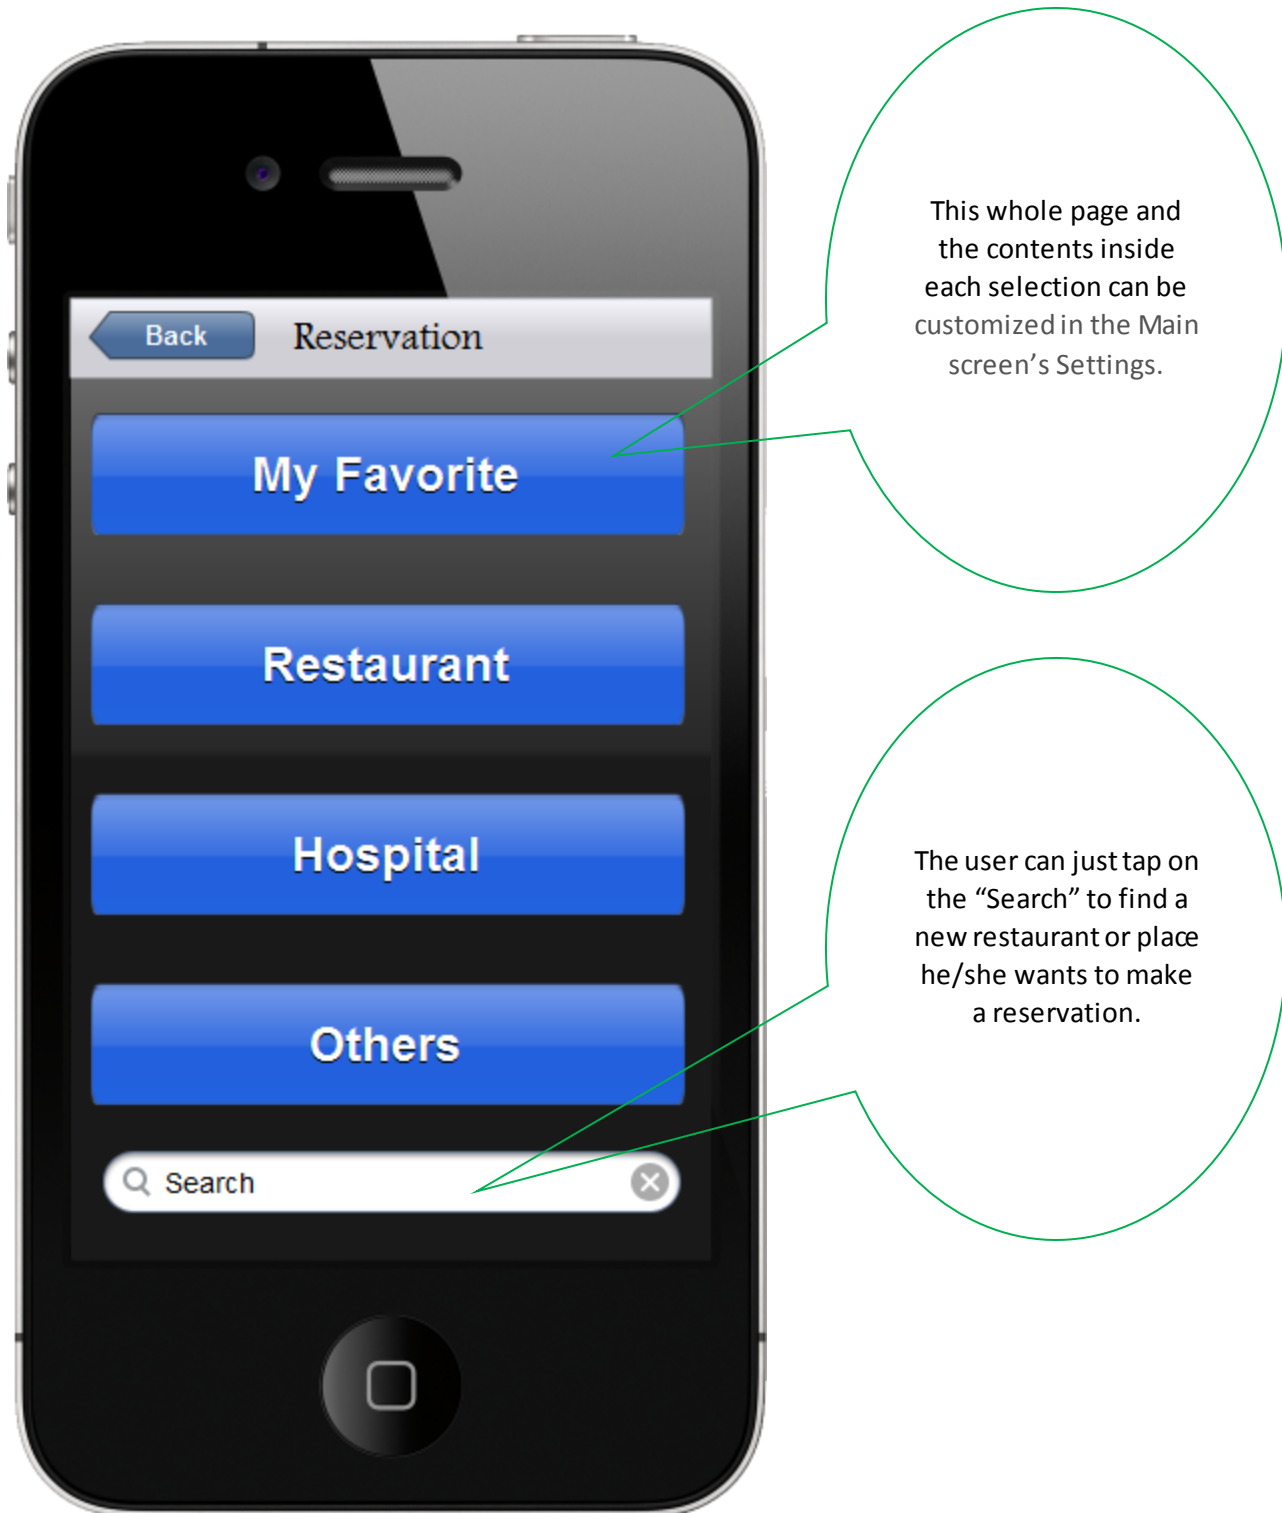 Back
Reservation
My Favorite
Restaurant
Hospital
Others
Search
This whole page and
the contents inside
each selection can be
customized in the Main
screen’s Settings.
The user can just tap on
the “Search” to find a
new restaurant or place
he/she wants to make
a reservation.